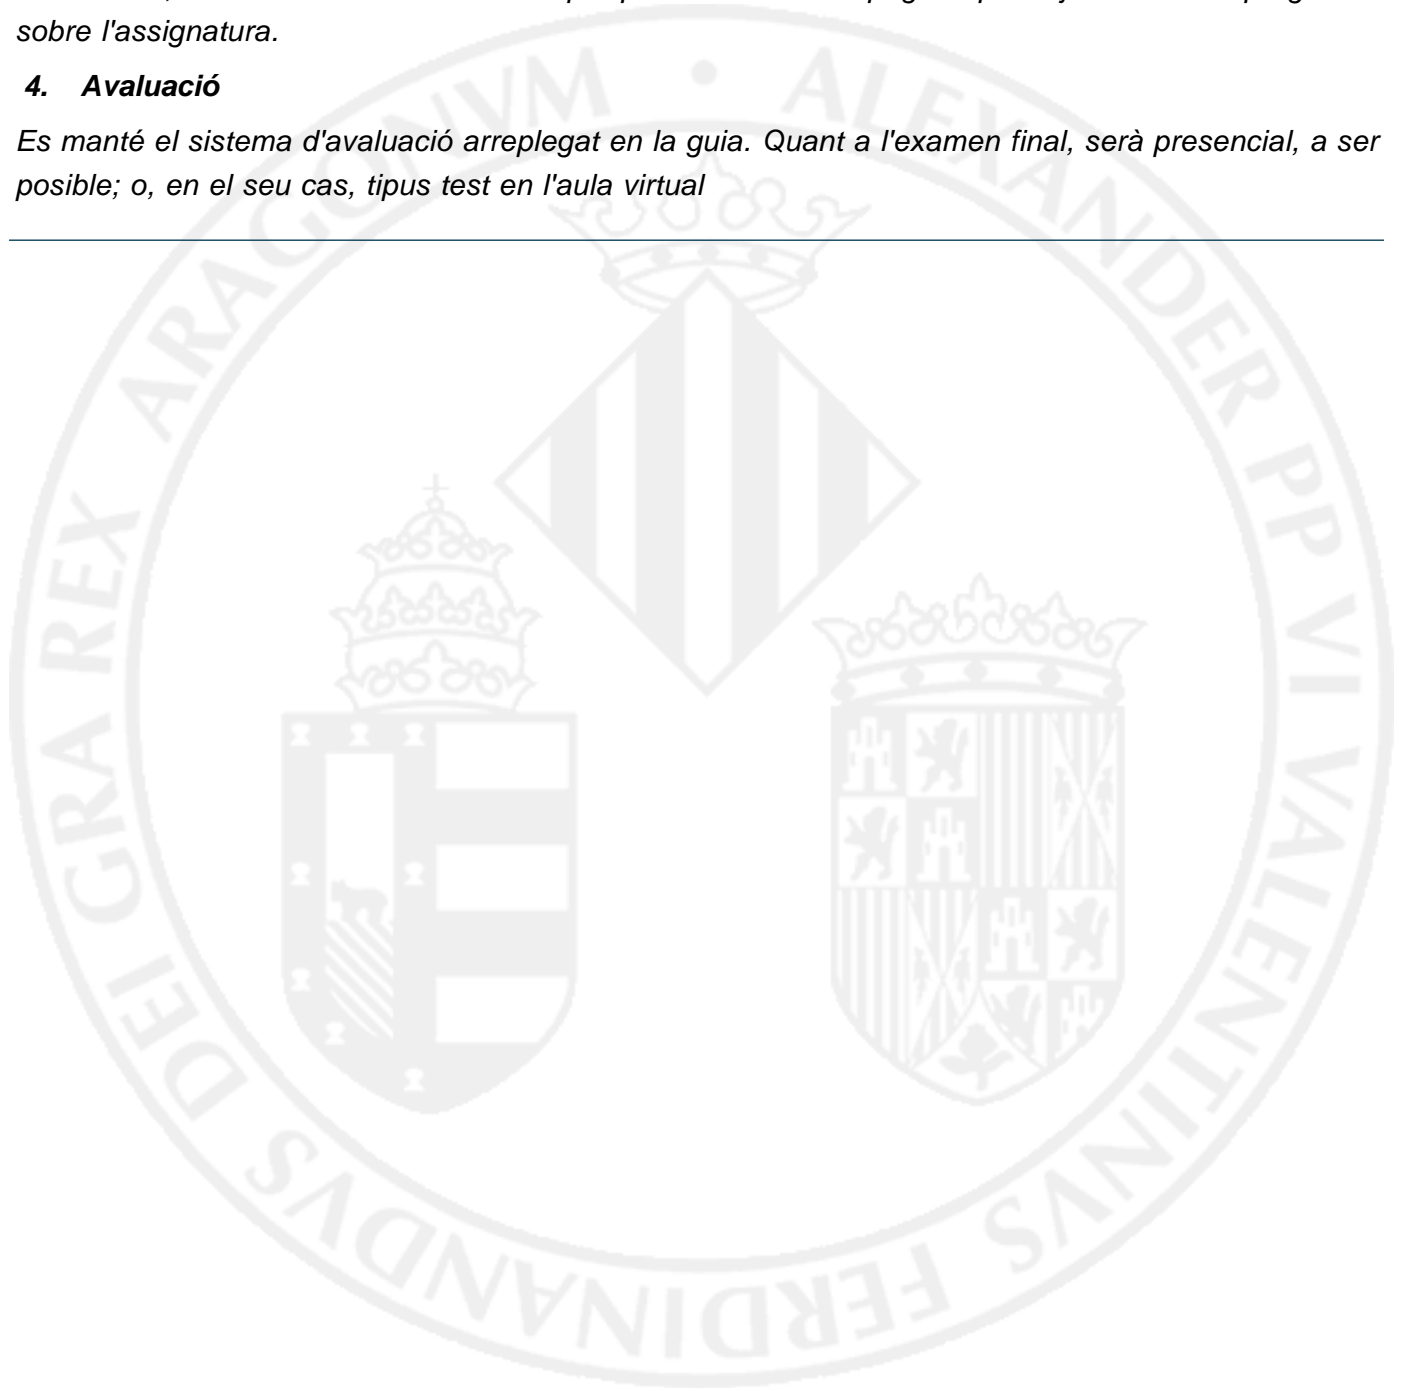 sobre l'assignatura.
4. Avaluació
Es manté el sistema d'avaluació arreplegat en la guia. Quant a l'examen final, serà presencial, a ser
posible; o, en el seu cas, tipus test en l'aula virtual
ALEXANDER PP VI VALENTINVS FERDINANDVS DEI GRA REX ARAGONVM